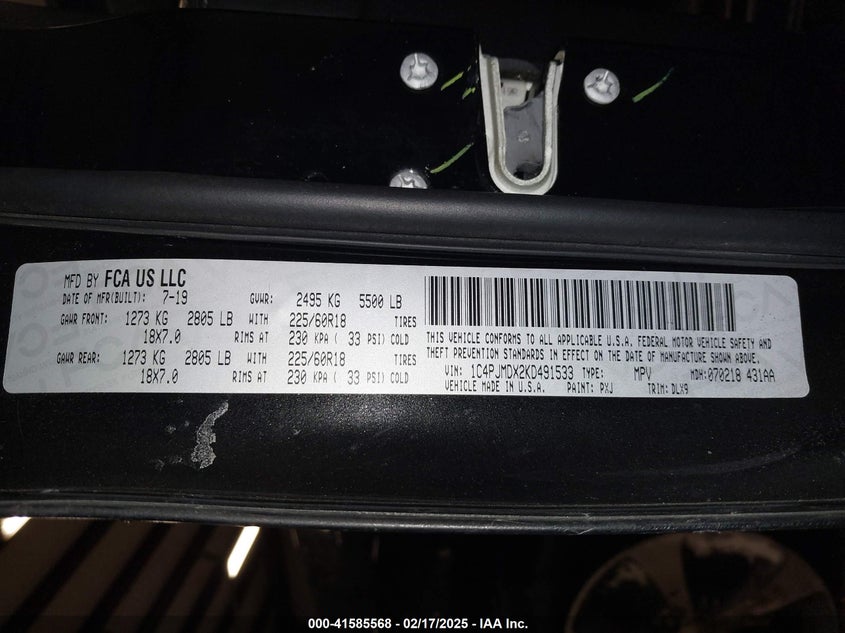 MFD BY FCA US LLC
DATE OF MFR(BUILT): 7-19 GVWR: 2495 KG 5500 LB
GAWR FRONT: 1273 KG 2805 LB WITH 225/60R18 TIRES
18X7.0 RIMS AT 230 KPA ( 33 PSI) COLD
GAWR REAR: 1273 KG 2805 LB WITH 225/60R18 TIRES
18X7.0 RIMS AT 230 KPA ( 33 PSI) COLD
THIS VEHICLE CONFORMS TO ALL APPLICABLE U.S.A. FEDERAL MOTOR VEHICLE SAFETY AND
THEFT PREVENTION STANDARDS IN EFFECT ON THE DATE OF MANUFACTURE SHOWN ABOVE.
VIN: 1C4PJMDX2KD491533 TYPE: MPV MDH: 070218 431AA
VEHICLE MADE IN U.S.A. PAINT: PXJ TRIM: DLX9
000-41585568 - 02/17/2025 - IAA Inc.